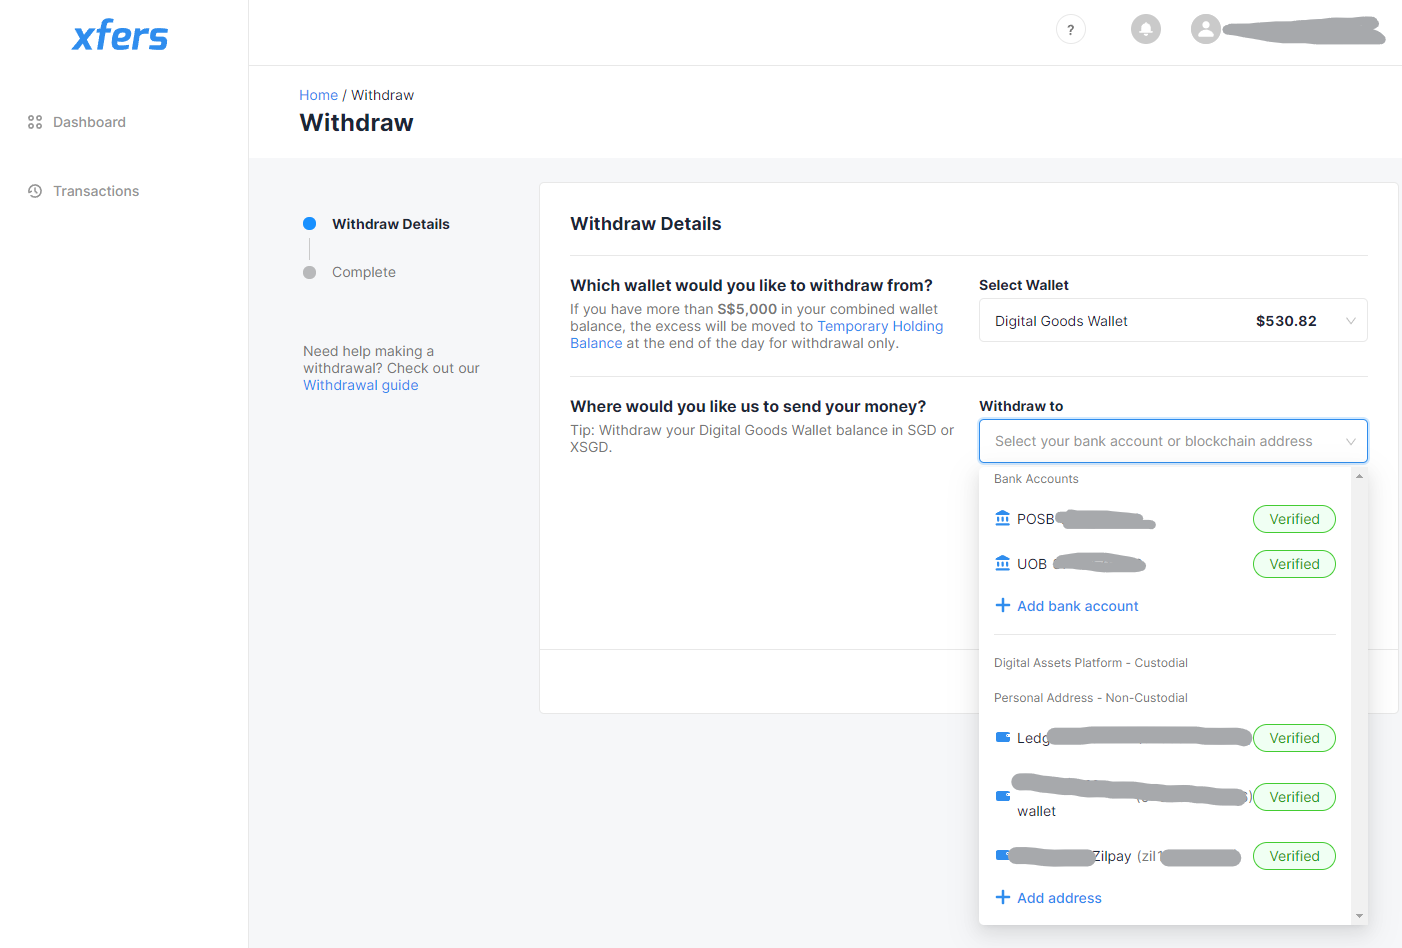 xfers
?
Dashboard
Transactions
Home / Withdraw
Withdraw
Withdraw Details
Complete
Need help making a
withdrawal? Check out our
Withdrawal guide
Withdraw Details
Which wallet would you like to withdraw from?
If you have more than S$5,000 in your combined wallet
balance, the excess will be moved to Temporary Holding
Balance at the end of the day for withdrawal only.
Select Wallet
Digital Goods Wallet $530.82
Where would you like us to send your money?
Tip: Withdraw your Digital Goods Wallet balance in SGD or
XSGD.
Withdraw to
Select your bank account or blockchain address
Bank Accounts
POSB Verified
UOB Verified
+ Add bank account
Digital Assets Platform - Custodial
Personal Address - Non-Custodial
Ledg Verified
Verified
wallet
Zilpay (zil1 Verified
+ Add address